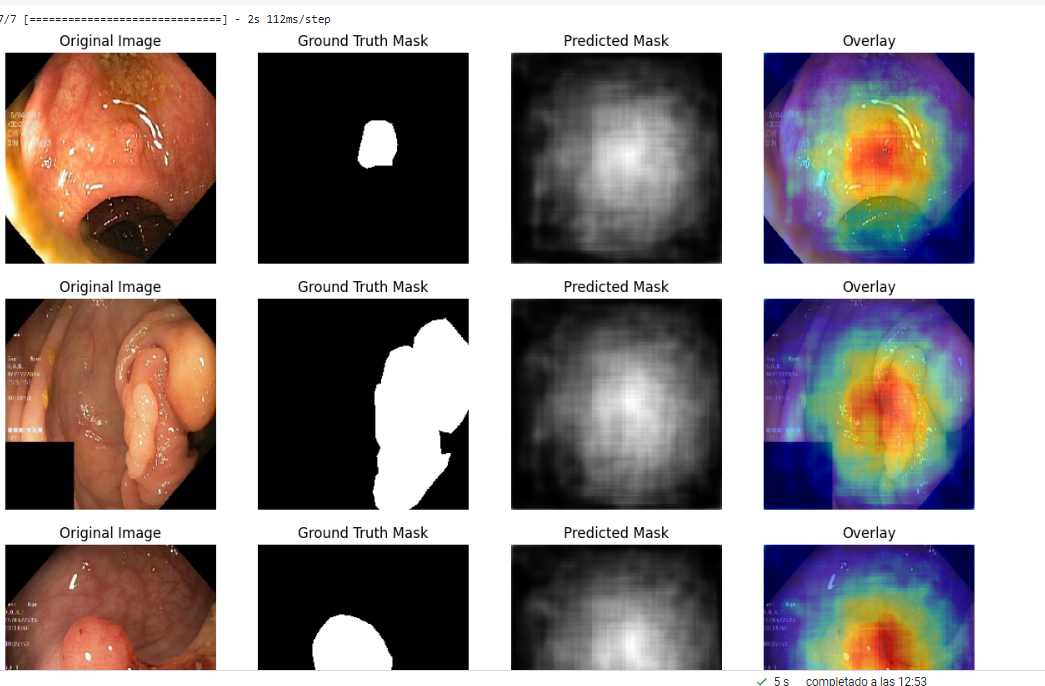 7/7 [==============================] - 2s 112ms/step
Original Image
Ground Truth Mask
Predicted Mask
Overlay
Original Image
Ground Truth Mask
Predicted Mask
Overlay
Original Image
Ground Truth Mask
Predicted Mask
Overlay
5 s completado a las 12:53